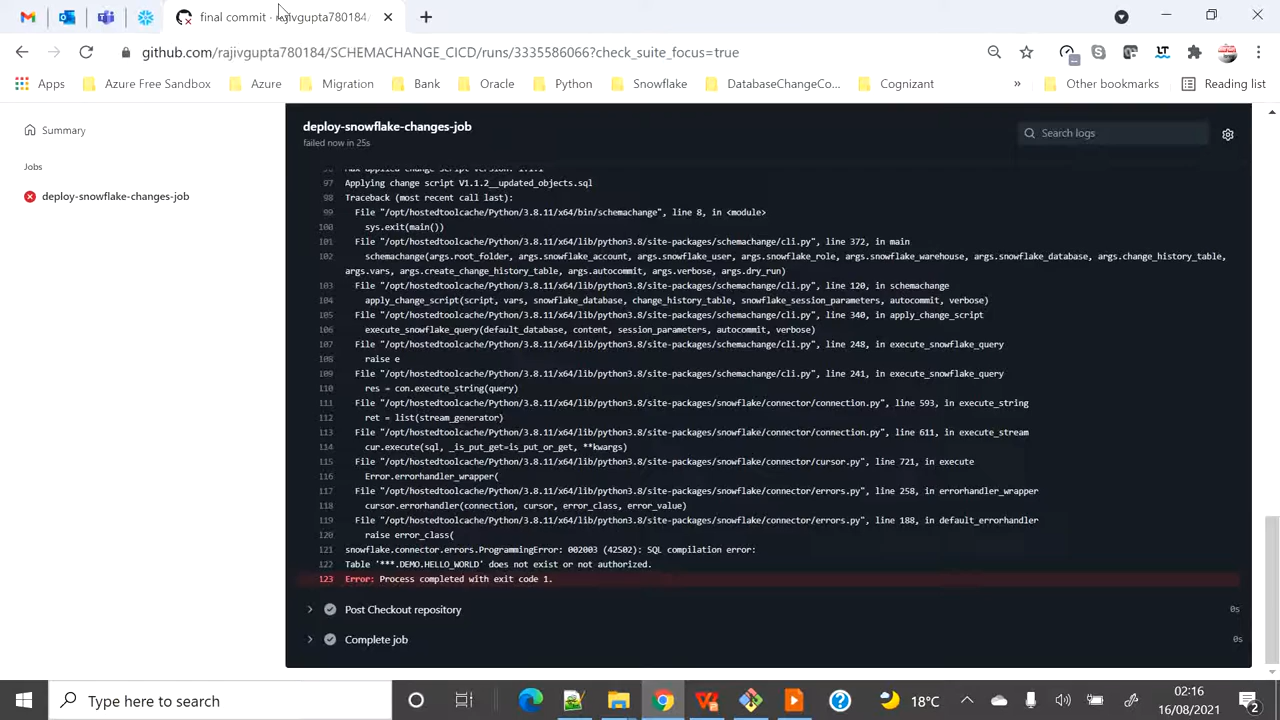 final commit · rajivgupta780184/
github.com/rajivgupta780184/SCHEMACHANGE_CICD/runs/3335586066?check_suite_focus=true
Apps Azure Free Sandbox Azure Migration Bank Oracle Python Snowflake DatabaseChangeCo... Cognizant » Other bookmarks Reading list
Summary
Jobs
deploy-snowflake-changes-job
deploy-snowflake-changes-job
failed now in 25s
Search logs
96 Max applied change script version: 1.1.1
97 Applying change script V1.1.2__updated_objects.sql
98 Traceback (most recent call last):
99 File "/opt/hostedtoolcache/Python/3.8.11/x64/bin/schemachange", line 8, in <module>
100 sys.exit(main())
101 File "/opt/hostedtoolcache/Python/3.8.11/x64/lib/python3.8/site-packages/schemachange/cli.py", line 372, in main
102 schemachange(args.root_folder, args.snowflake_account, args.snowflake_user, args.snowflake_role, args.snowflake_warehouse, args.snowflake_database, args.change_history_table,
args.vars, args.create_change_history_table, args.autocommit, args.verbose, args.dry_run)
103 File "/opt/hostedtoolcache/Python/3.8.11/x64/lib/python3.8/site-packages/schemachange/cli.py", line 120, in schemachange
104 apply_change_script(script, vars, snowflake_database, change_history_table, snowflake_session_parameters, autocommit, verbose)
105 File "/opt/hostedtoolcache/Python/3.8.11/x64/lib/python3.8/site-packages/schemachange/cli.py", line 340, in apply_change_script
106 execute_snowflake_query(default_database, content, session_parameters, autocommit, verbose)
107 File "/opt/hostedtoolcache/Python/3.8.11/x64/lib/python3.8/site-packages/schemachange/cli.py", line 248, in execute_snowflake_query
108 raise e
109 File "/opt/hostedtoolcache/Python/3.8.11/x64/lib/python3.8/site-packages/schemachange/cli.py", line 241, in execute_snowflake_query
110 res = con.execute_string(query)
111 File "/opt/hostedtoolcache/Python/3.8.11/x64/lib/python3.8/site-packages/snowflake/connector/connection.py", line 593, in execute_string
112 ret = list(stream_generator)
113 File "/opt/hostedtoolcache/Python/3.8.11/x64/lib/python3.8/site-packages/snowflake/connector/connection.py", line 611, in execute_stream
114 cur.execute(sql, _is_put_get=is_put_or_get, **kwargs)
115 File "/opt/hostedtoolcache/Python/3.8.11/x64/lib/python3.8/site-packages/snowflake/connector/cursor.py", line 721, in execute
116 Error.errorhandler_wrapper(
117 File "/opt/hostedtoolcache/Python/3.8.11/x64/lib/python3.8/site-packages/snowflake/connector/errors.py", line 258, in errorhandler_wrapper
118 cursor.errorhandler(connection, cursor, error_class, error_value)
119 File "/opt/hostedtoolcache/Python/3.8.11/x64/lib/python3.8/site-packages/snowflake/connector/errors.py", line 188, in default_errorhandler
120 raise error_class(
121 snowflake.connector.errors.ProgrammingError: 002003 (42S02): SQL compilation error:
122 Table '***.DEMO.HELLO_WORLD' does not exist or not authorized.
123 Error: Process completed with exit code 1.
Post Checkout repository 0s
Complete job 0s
Type here to search
18°C
02:16
16/08/2021
2